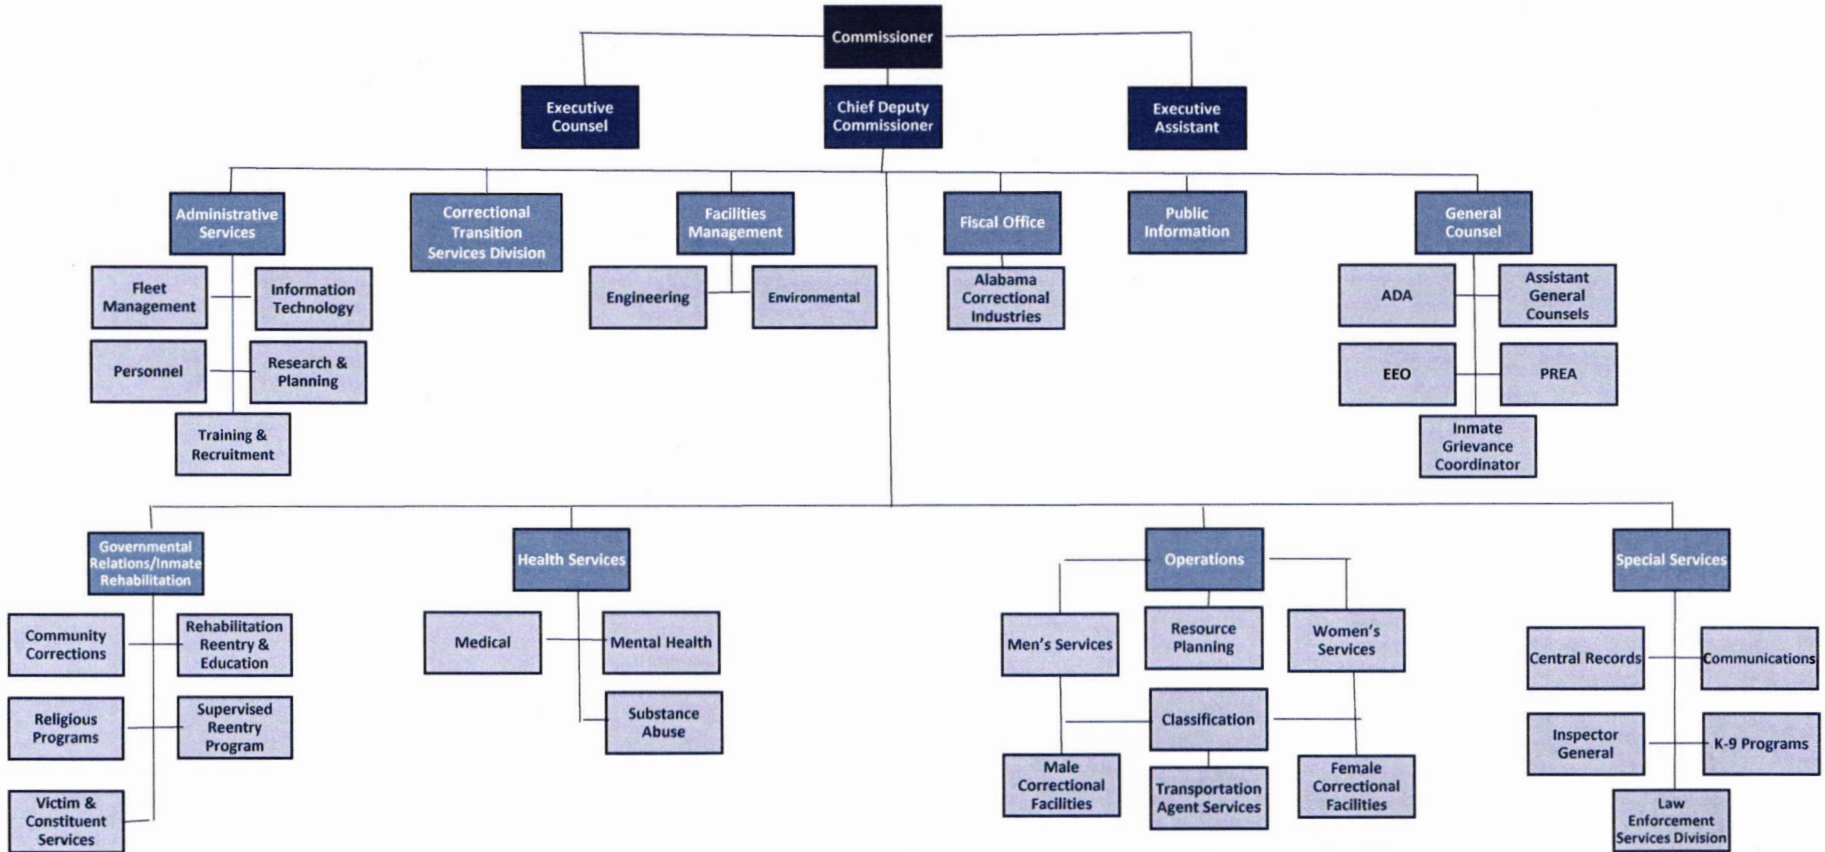 Commissioner
Executive
Counsel
Chief Deputy
Commissioner
Executive
Assistant
Administrative
Services
Correctional
Transition
Services Division
Facilities
Management
Fiscal Office
Public
Information
General
Counsel
Fleet
Management
Information
Technology
Engineering
Environmental
Alabama
Correctional
Industries
ADA
Assistant
General
Counsels
Personnel
Research &
Planning
EEO
PREA
Training &
Recruitment
Inmate
Grievance
Coordinator
Governmental
Relations/Inmate
Rehabilitation
Health Services
Operations
Special Services
Community
Corrections
Rehabilitation
Reentry &
Education
Medical
Mental Health
Men's Services
Resource
Planning
Women's
Services
Central Records
Communications
Religious
Programs
Supervised
Reentry
Program
Substance
Abuse
Classification
Inspector
General
K-9 Programs
Victim &
Constituent
Services
Male
Correctional
Facilities
Transportation
Agent Services
Female
Correctional
Facilities
Law
Enforcement
Services Division